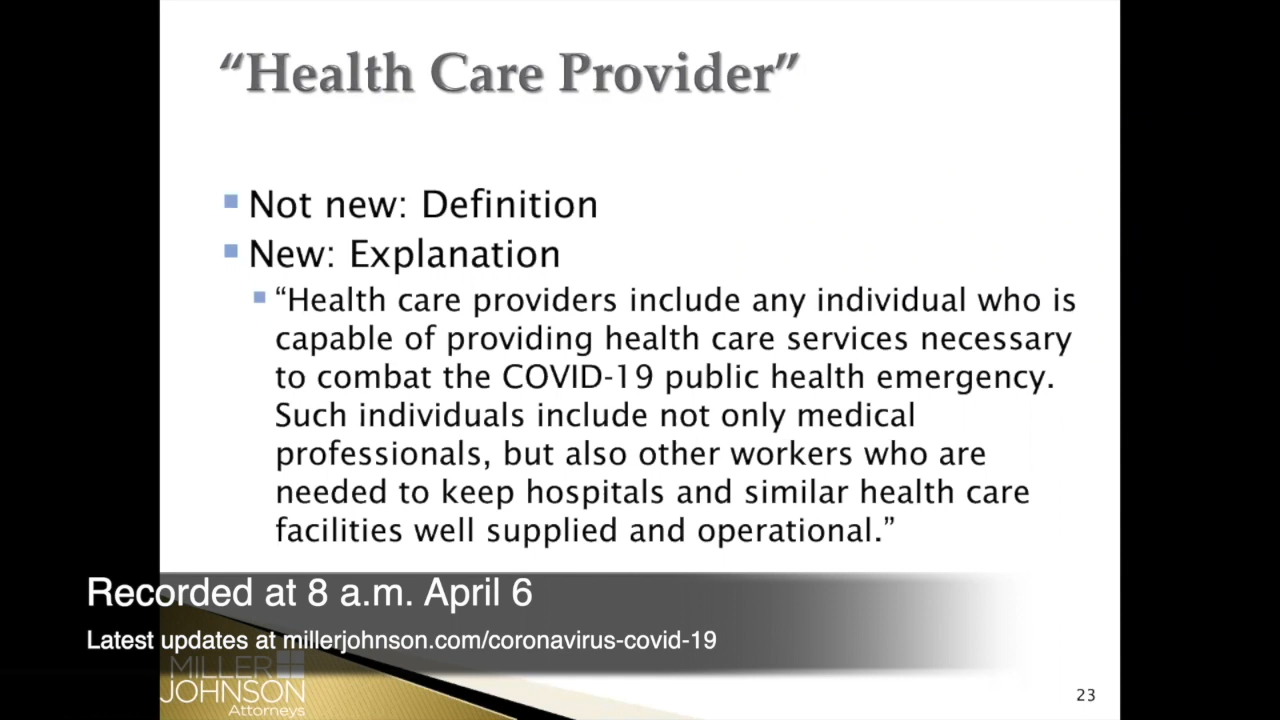 “Health Care Provider”
Not new: Definition
New: Explanation
“Health care providers include any individual who is
capable of providing health care services necessary
to combat the COVID-19 public health emergency.
Such individuals include not only medical
professionals, but also other workers who are
needed to keep hospitals and similar health care
facilities well supplied and operational.”
Recorded at 8 a.m. April 6
Latest updates at millerjohnson.com/coronavirus-covid-19
MILLER
JOHNSON
Attorneys
23